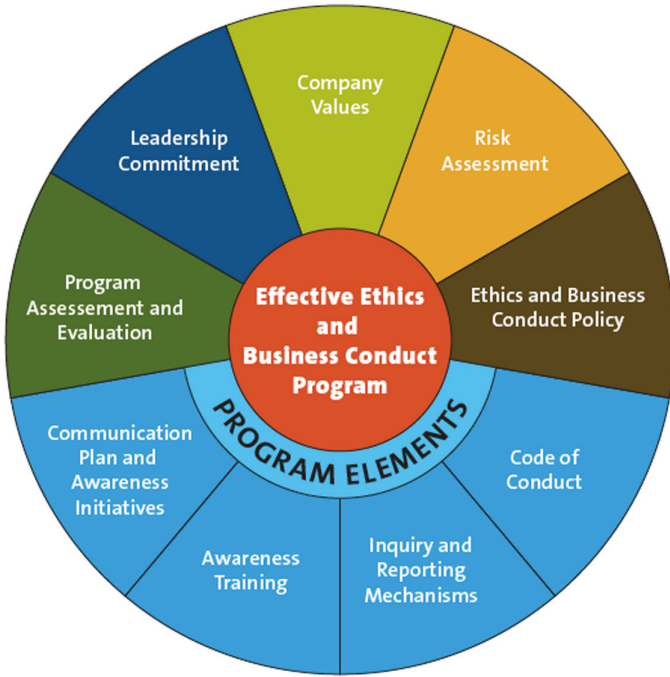 Company
Values
Risk
Assessment
Ethics and Business
Conduct Policy
Code of
Conduct
Inquiry and
Reporting
Mechanisms
Awareness
Training
Communication
Plan and
Awareness
Initiatives
Program
Assessement and
Evaluation
Leadership
Commitment
Effective Ethics
and
Business Conduct
Program
PROGRAM ELEMENTS